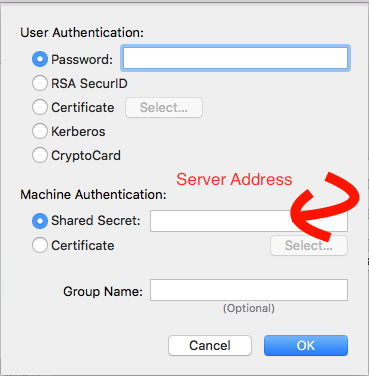 User Authentication:
Password:
RSA SecurID
Certificate Select...
Kerberos
CryptoCard
Server Address
Machine Authentication:
Shared Secret:
Certificate
Select...
Group Name:
(Optional)
Cancel OK